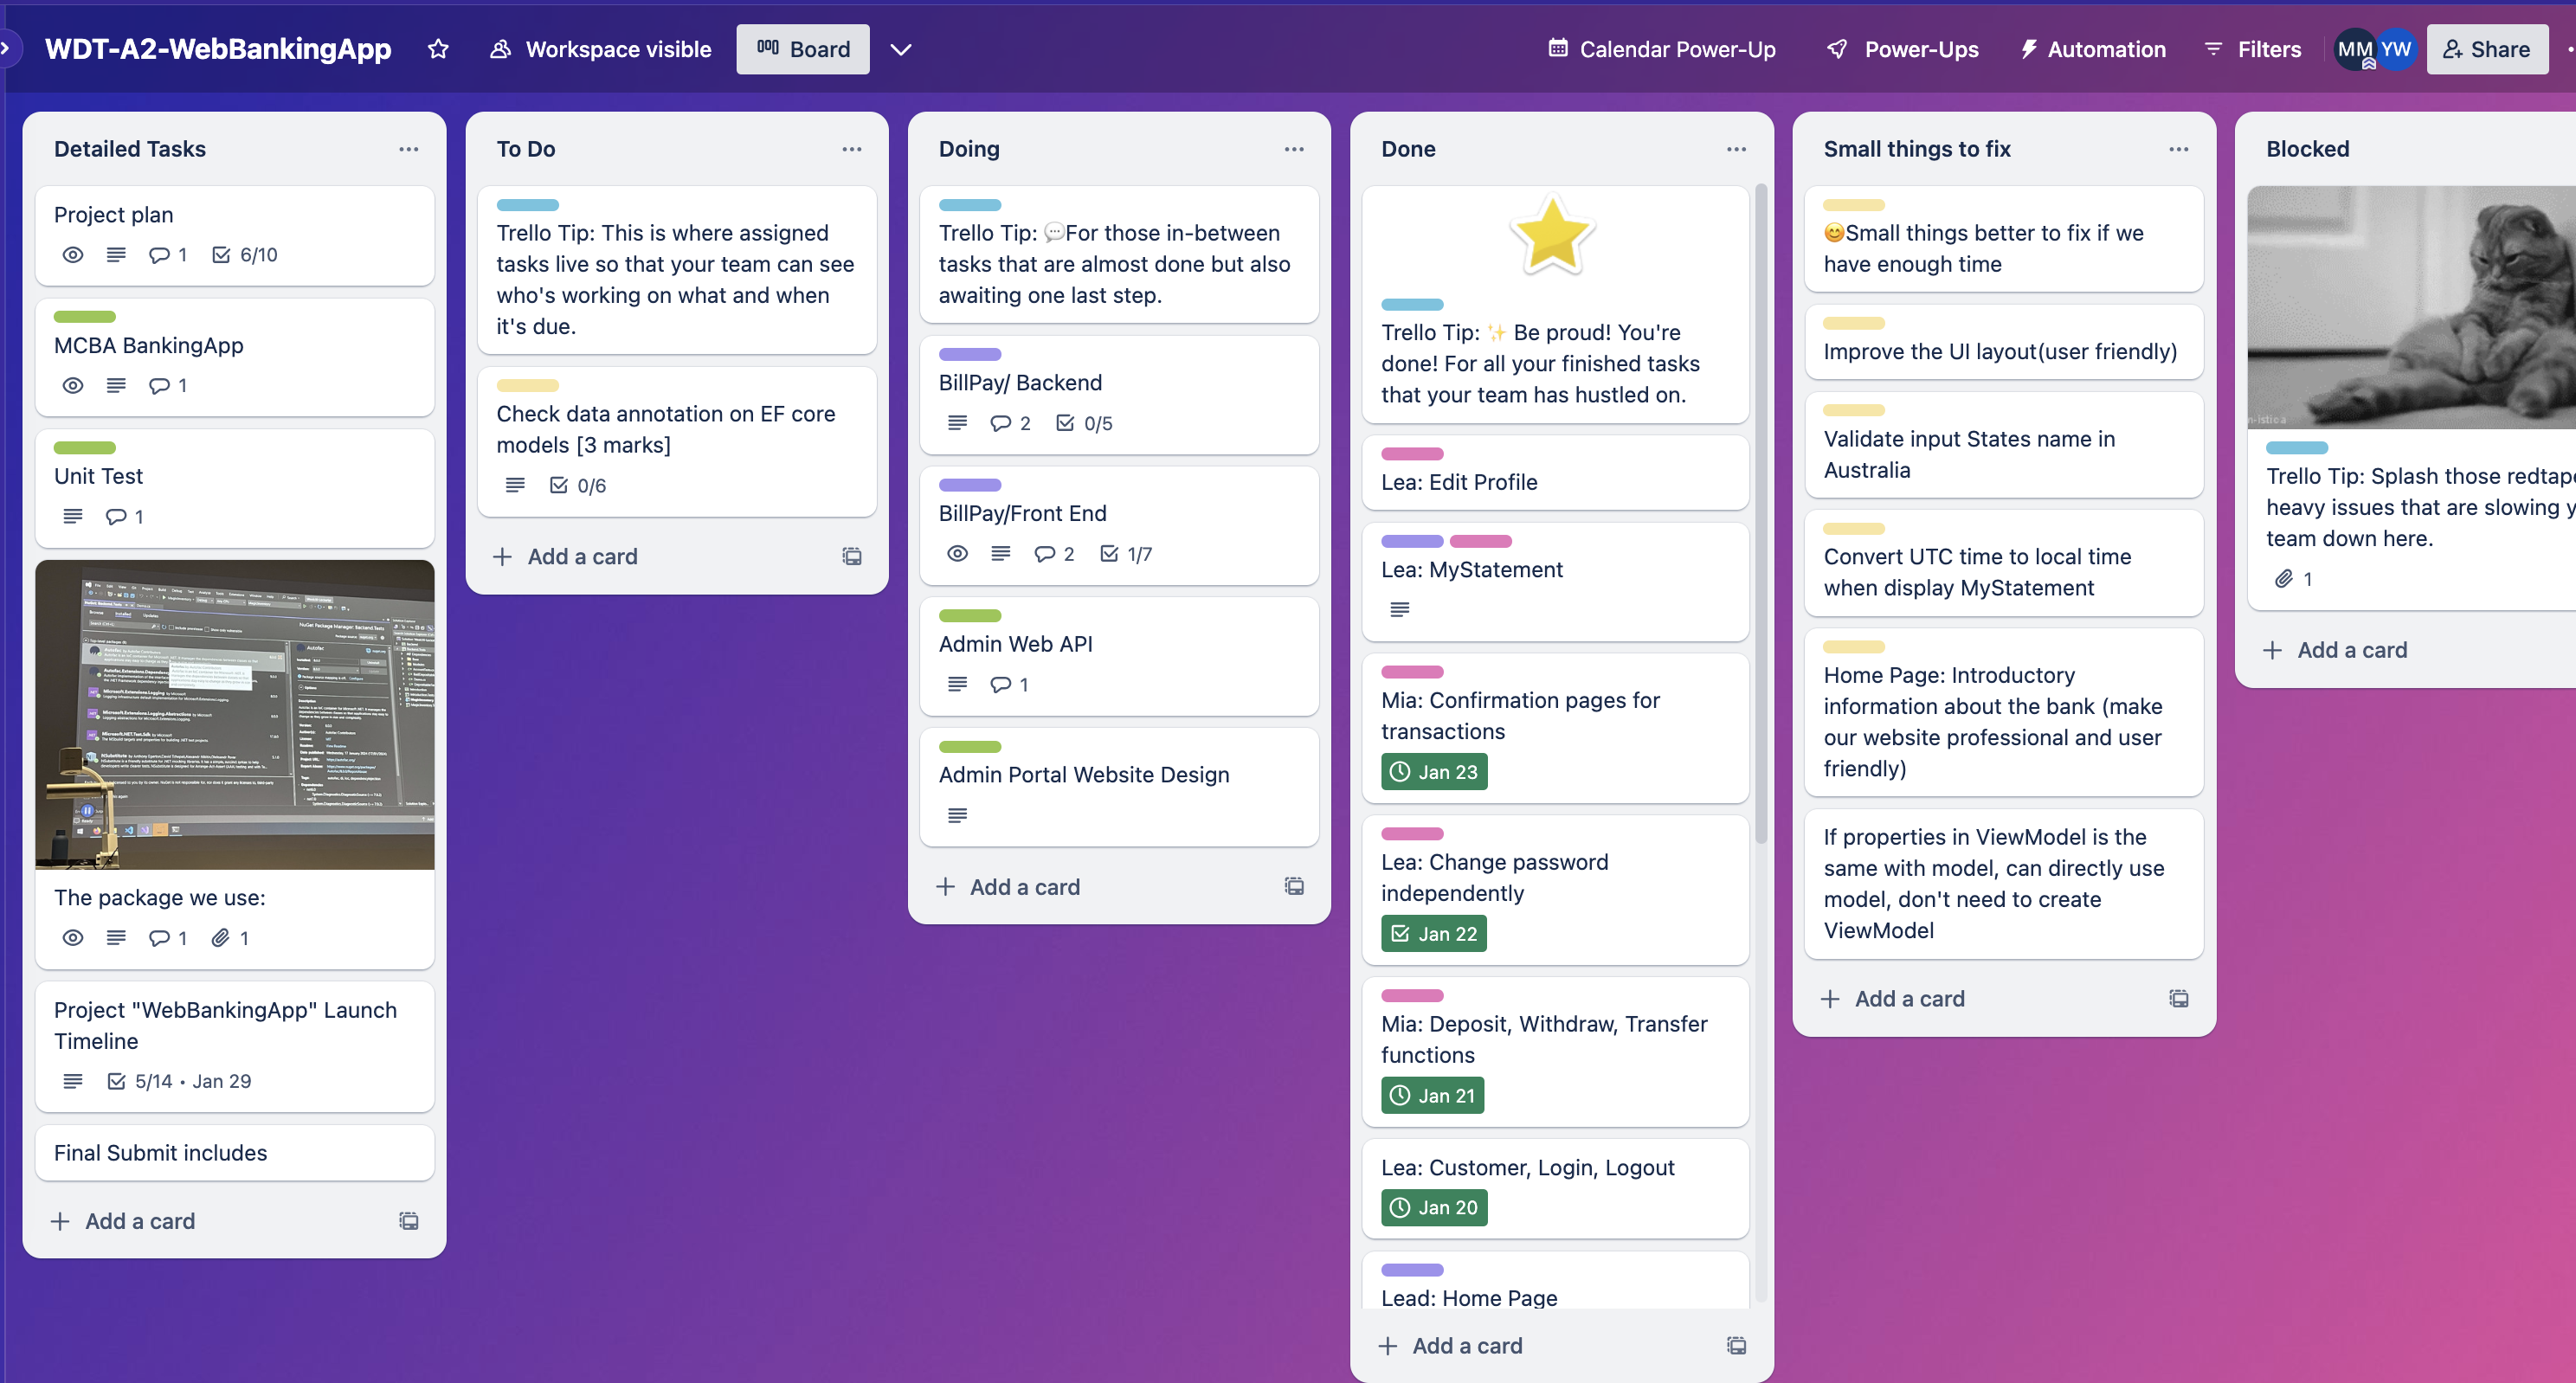 WDT-A2-WebBankingApp
Workspace visible
Board
Calendar Power-Up
Power-Ups
Automation
Filters
MM
YW
Share
Detailed Tasks
Project plan
1
6/10
MCBA BankingApp
1
Unit Test
1
The package we use:
1
1
Project "WebBankingApp" Launch
Timeline
5/14 • Jan 29
Final Submit includes
Add a card
To Do
Trello Tip: This is where assigned
tasks live so that your team can see
who's working on what and when
it's due.
Check data annotation on EF core
models [3 marks]
0/6
Add a card
Doing
Trello Tip: 💬For those in-between
tasks that are almost done but also
awaiting one last step.
BillPay/ Backend
2
0/5
BillPay/Front End
2
1/7
Admin Web API
1
Admin Portal Website Design
Add a card
Done
Trello Tip: ✨ Be proud! You're
done! For all your finished tasks
that your team has hustled on.
Lea: Edit Profile
Lea: MyStatement
Mia: Confirmation pages for
transactions
Jan 23
Lea: Change password
independently
Jan 22
Mia: Deposit, Withdraw, Transfer
functions
Jan 21
Lea: Customer, Login, Logout
Jan 20
Lead: Home Page
Add a card
Small things to fix
😊Small things better to fix if we
have enough time
Improve the UI layout(user friendly)
Validate input States name in
Australia
Convert UTC time to local time
when display MyStatement
Home Page: Introductory
information about the bank (make
our website professional and user
friendly)
If properties in ViewModel is the
same with model, can directly use
model, don't need to create
ViewModel
Add a card
Blocked
Trello Tip: Splash those redtape
heavy issues that are slowing y
team down here.
1
Add a card